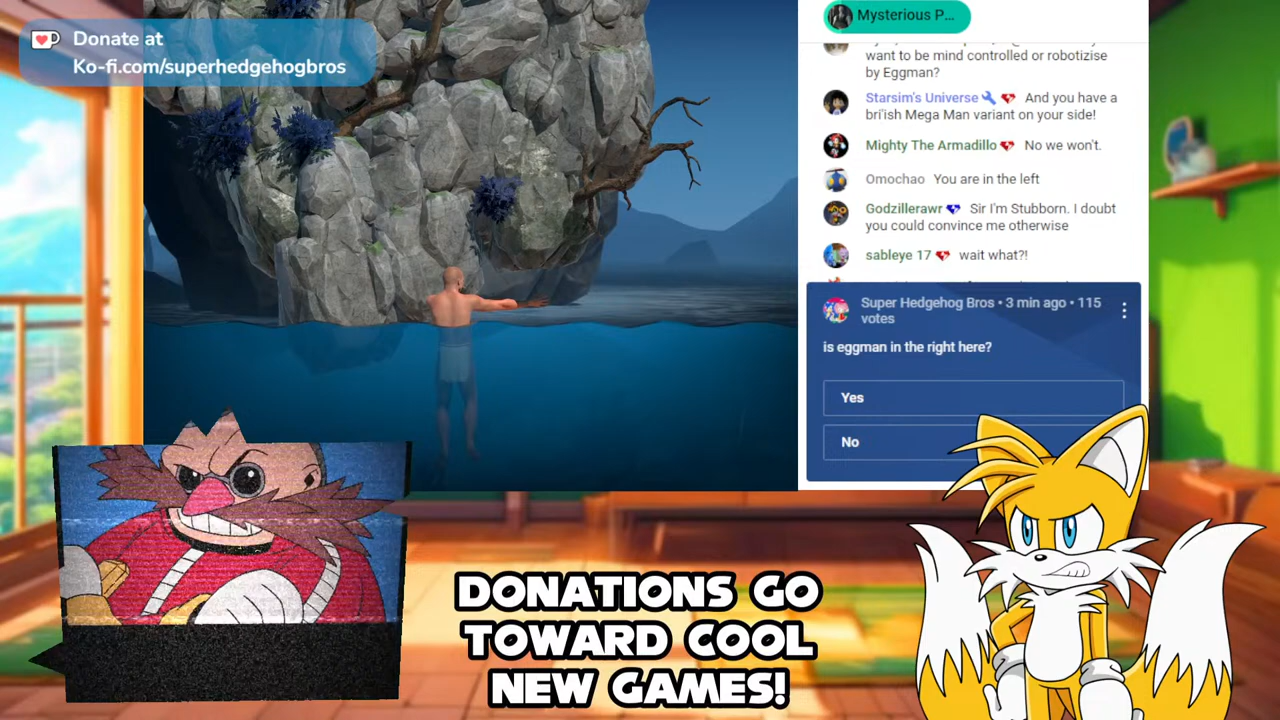 Donate at
Ko-fi.com/superhedgehogbros
Mysterious P...
want to be mind controlled or robotizise
by Eggman?
Starsim's Universe And you have a
bri'ish Mega Man variant on your side!
Mighty The Armadillo No we won't.
Omochao You are in the left
Godzillerawr Sir I'm Stubborn. I doubt
you could convince me otherwise
sableye 17 wait what?!
Super Hedgehog Bros • 3 min ago • 115
votes
is eggman in the right here?
Yes
No
DONATIONS GO
TOWARD COOL
NEW GAMES!